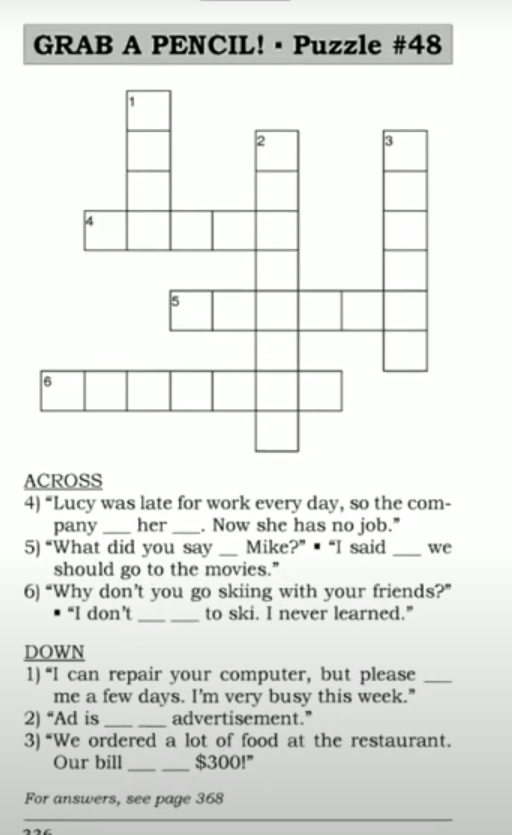 GRAB A PENCIL! ▪ Puzzle #48
1
2
3
4
5
6
ACROSS
4) “Lucy was late for work every day, so the com-
pany ___ her ___. Now she has no job.”
5) “What did you say __ Mike?” ▪ “I said ___ we
should go to the movies.”
6) “Why don’t you go skiing with your friends?”
▪ “I don’t ___ ___ to ski. I never learned.”
DOWN
1) “I can repair your computer, but please ___
me a few days. I’m very busy this week.”
2) “Ad is ___ ___ advertisement.”
3) “We ordered a lot of food at the restaurant.
Our bill ___ ___ $300!”
For answers, see page 368